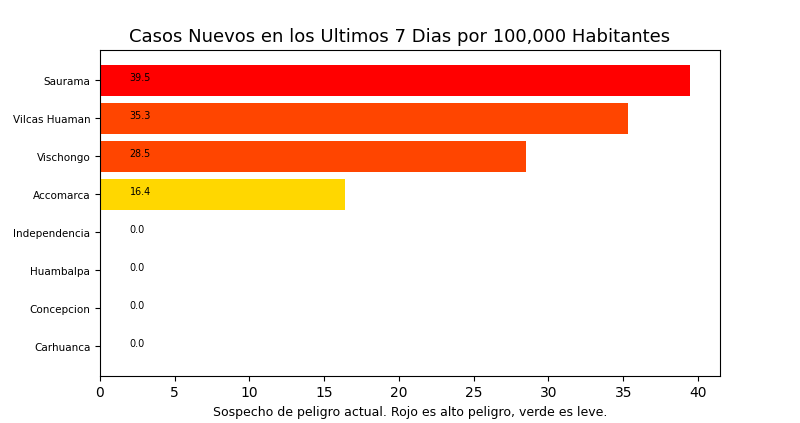 Casos Nuevos en los Ultimos 7 Dias por 100,000 Habitantes
Saurama 39.5
Vilcas Huaman 35.3
Vischongo 28.5
Accomarca 16.4
Independencia 0.0
Huambalpa 0.0
Concepcion 0.0
Carhuanca 0.0
0 5 10 15 20 25 30 35 40
Sospecho de peligro actual. Rojo es alto peligro, verde es leve.